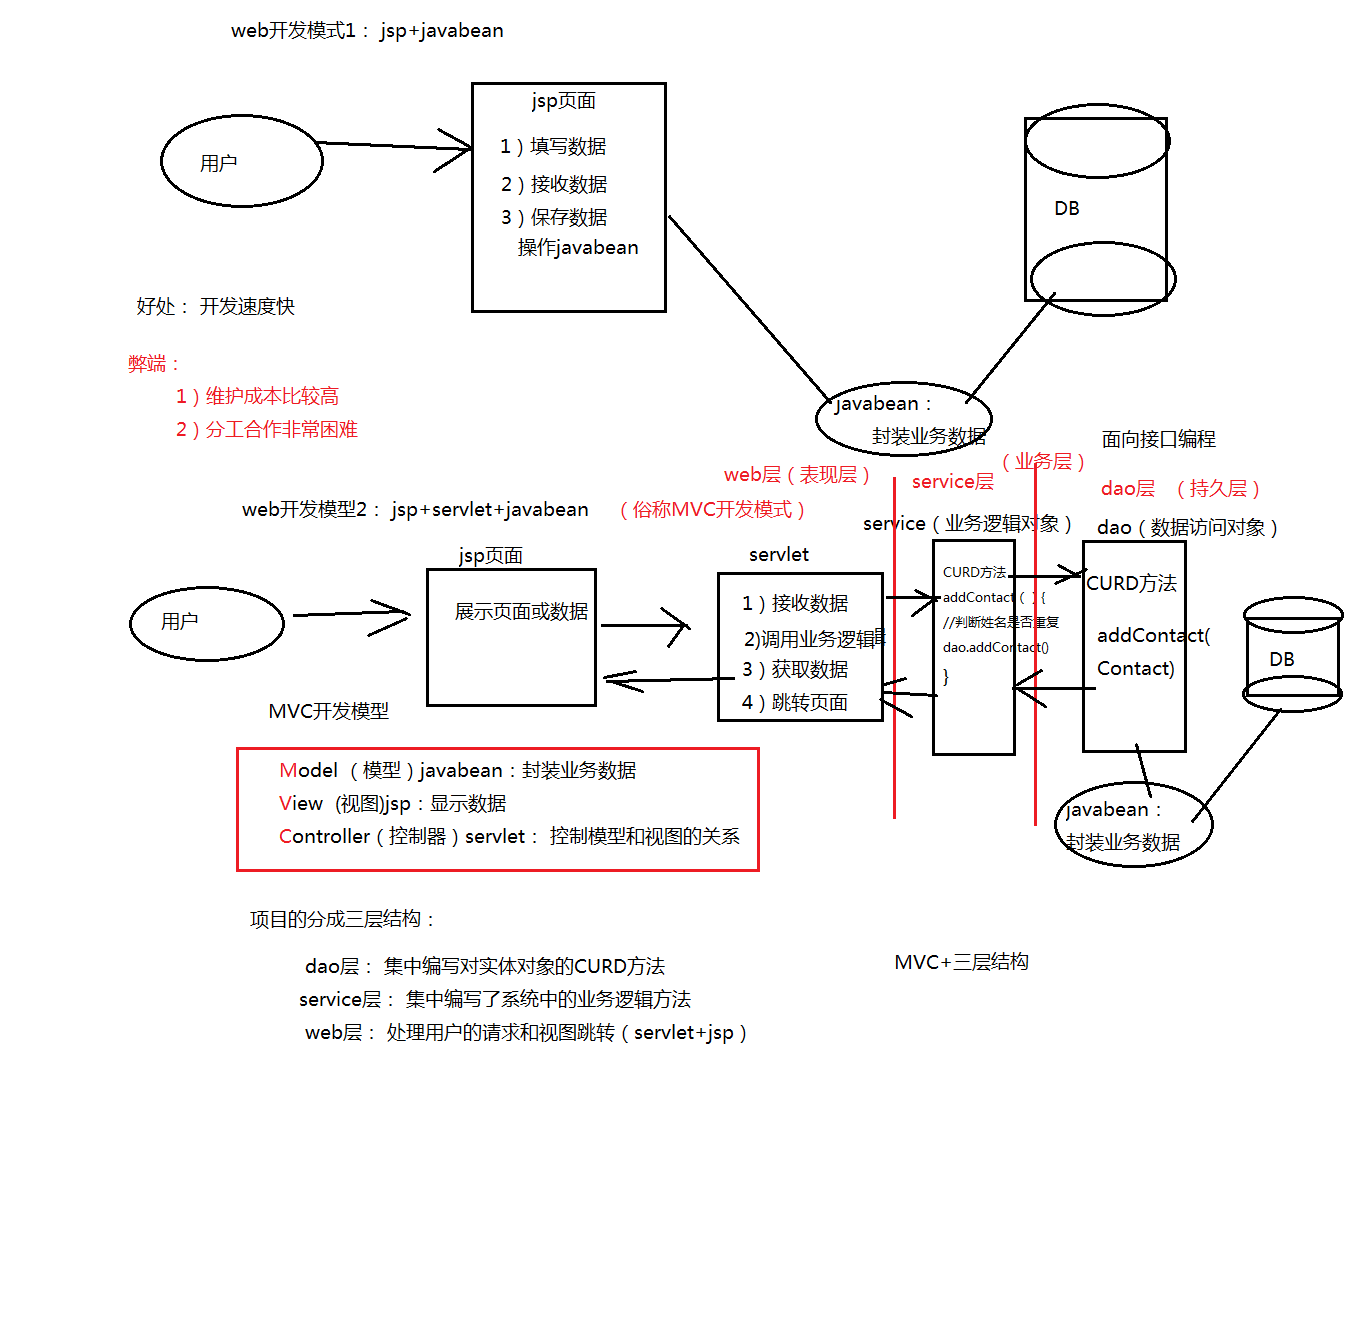 web开发模式1： jsp+javabean
jsp页面
1）填写数据
2）接收数据
3）保存数据
操作javabean
用户
DB
好处： 开发速度快
弊端：
1）维护成本比较高
2）分工合作非常困难
javabean：
封装业务数据
面向接口编程
web层（表现层）
service层
（业务层）
dao层 （持久层）
web开发模型2： jsp+servlet+javabean （俗称MVC开发模式）
service（业务逻辑对象）
dao（数据访问对象）
jsp页面
servlet
用户
展示页面或数据
1）接收数据
2)调用业务逻辑
3）获取数据
4）跳转页面
CURD方法
addContact（ ）{
//判断姓名是否重复
dao.addContact()
}
CURD方法
addContact(
Contact)
DB
javabean：
封装业务数据
MVC开发模型
Model （模型）javabean：封装业务数据
View (视图)jsp：显示数据
Controller（控制器）servlet： 控制模型和视图的关系
项目的分成三层结构：
dao层： 集中编写对实体对象的CURD方法
service层： 集中编写了系统中的业务逻辑方法
web层： 处理用户的请求和视图跳转（servlet+jsp）
MVC+三层结构